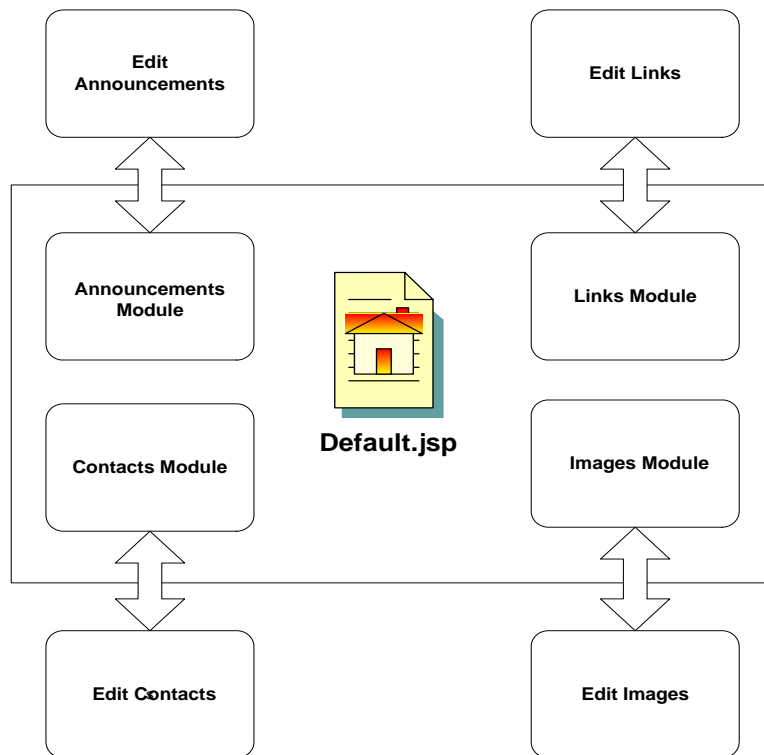 Edit
Announcements
Edit Links
Announcements
Module
Links Module
Default.jsp
Contacts Module
Images Module
Edit Contacts
Edit Images